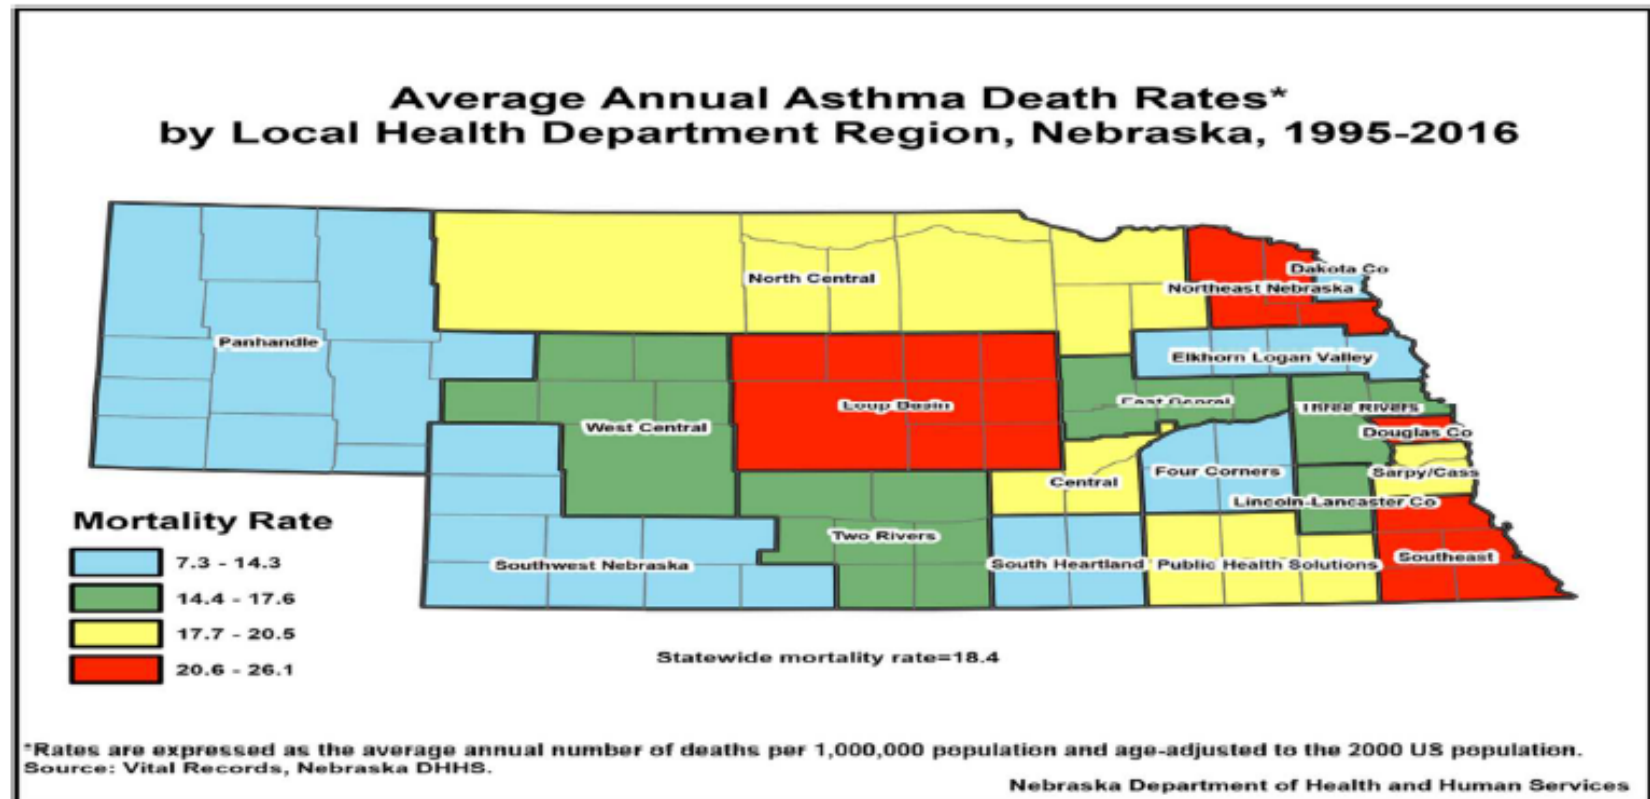 Average Annual Asthma Death Rates*
by Local Health Department Region, Nebraska, 1995-2016
Dakota Co
North Central
Northeast Nebraska
Panhandle
Elkhorn Logan Valley
East
Loup Basin
Three Rivers
West Central
Douglas Co
Four Corners
Sarpy/Cass
Central
Lincoln-Lancaster Co
Two Rivers
Southeast
Southwest Nebraska
South Heartland
Public Health Solutions
Mortality Rate
7.3 - 14.3
14.4 - 17.6
17.7 - 20.5
20.6 - 26.1
Statewide mortality rate=18.4
*Rates are expressed as the average annual number of deaths per 1,000,000 population and age-adjusted to the 2000 US population.
Source: Vital Records, Nebraska DHHS.
Nebraska Department of Health and Human Services